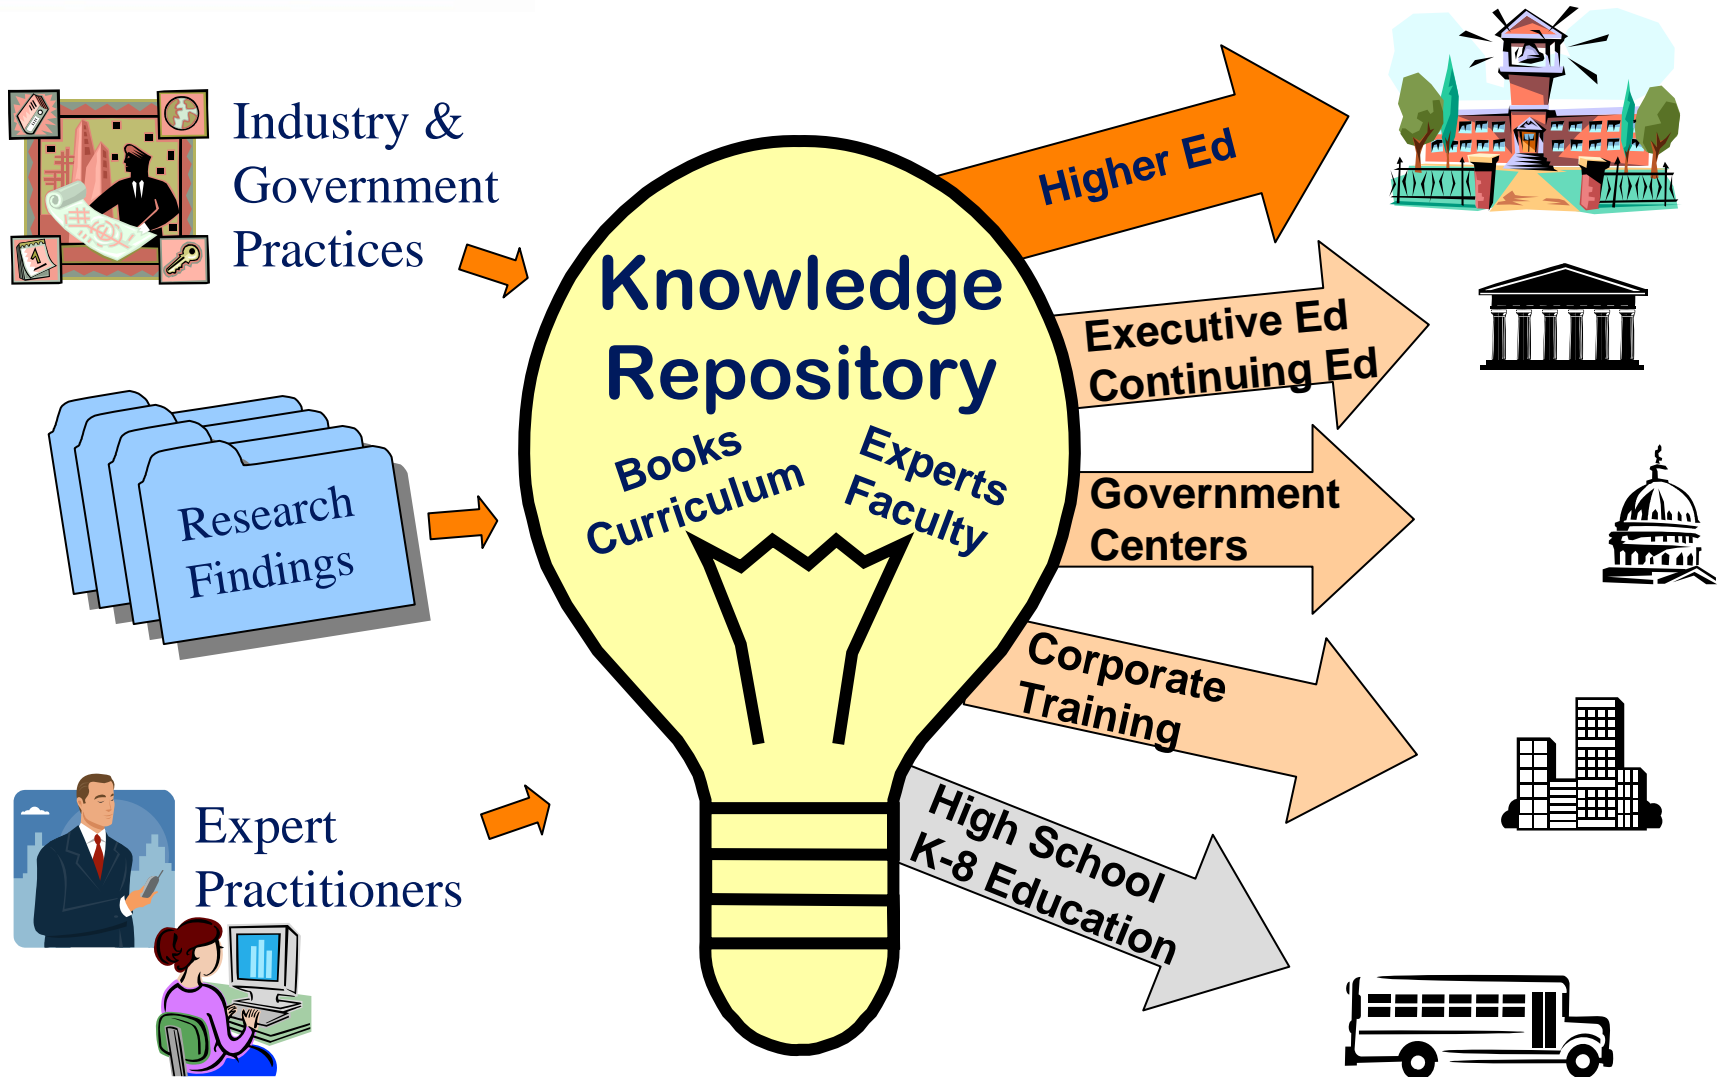 Industry &
Government
Practices
Research
Findings
Expert
Practitioners
Knowledge
Repository
Books
Curriculum
Experts
Faculty
Higher Ed
Executive Ed
Continuing Ed
Government
Centers
Corporate
Training
High School
K-8 Education
1